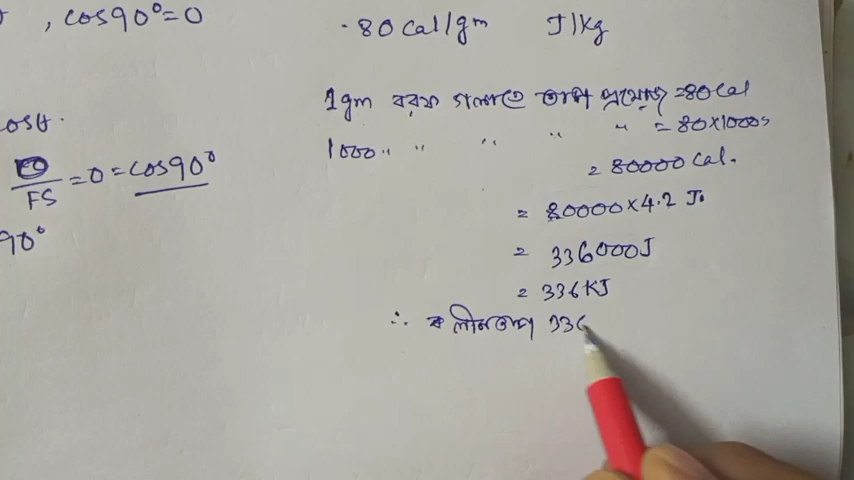 , cos90°=0
osθ.
/FS =0=cos90°
90°
·80 Cal/gm J/Kg
1gm বরফ গলাতে তাপ প্রয়োজন =80Cal
1000 " " " " " = 80×1000
= 80000 Cal.
= 80000×4.2 J.
= 336000J
= 336KJ
∴ লীনতাপ 336